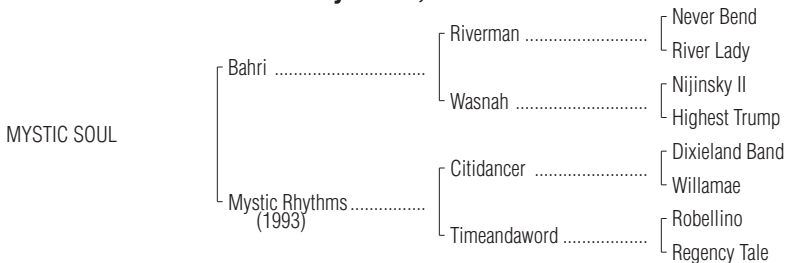 Never Bend
Riverman ................................
River Lady
Bahri ........................................
Nijinsky II
Wasnah ...................................
Highest Trump
MYSTIC SOUL
Dixieland Band
Citidancer ..............................
Willamae
Mystic Rhythms....................
(1993)
Robellino
Timeandaword ......................
Regency Tale